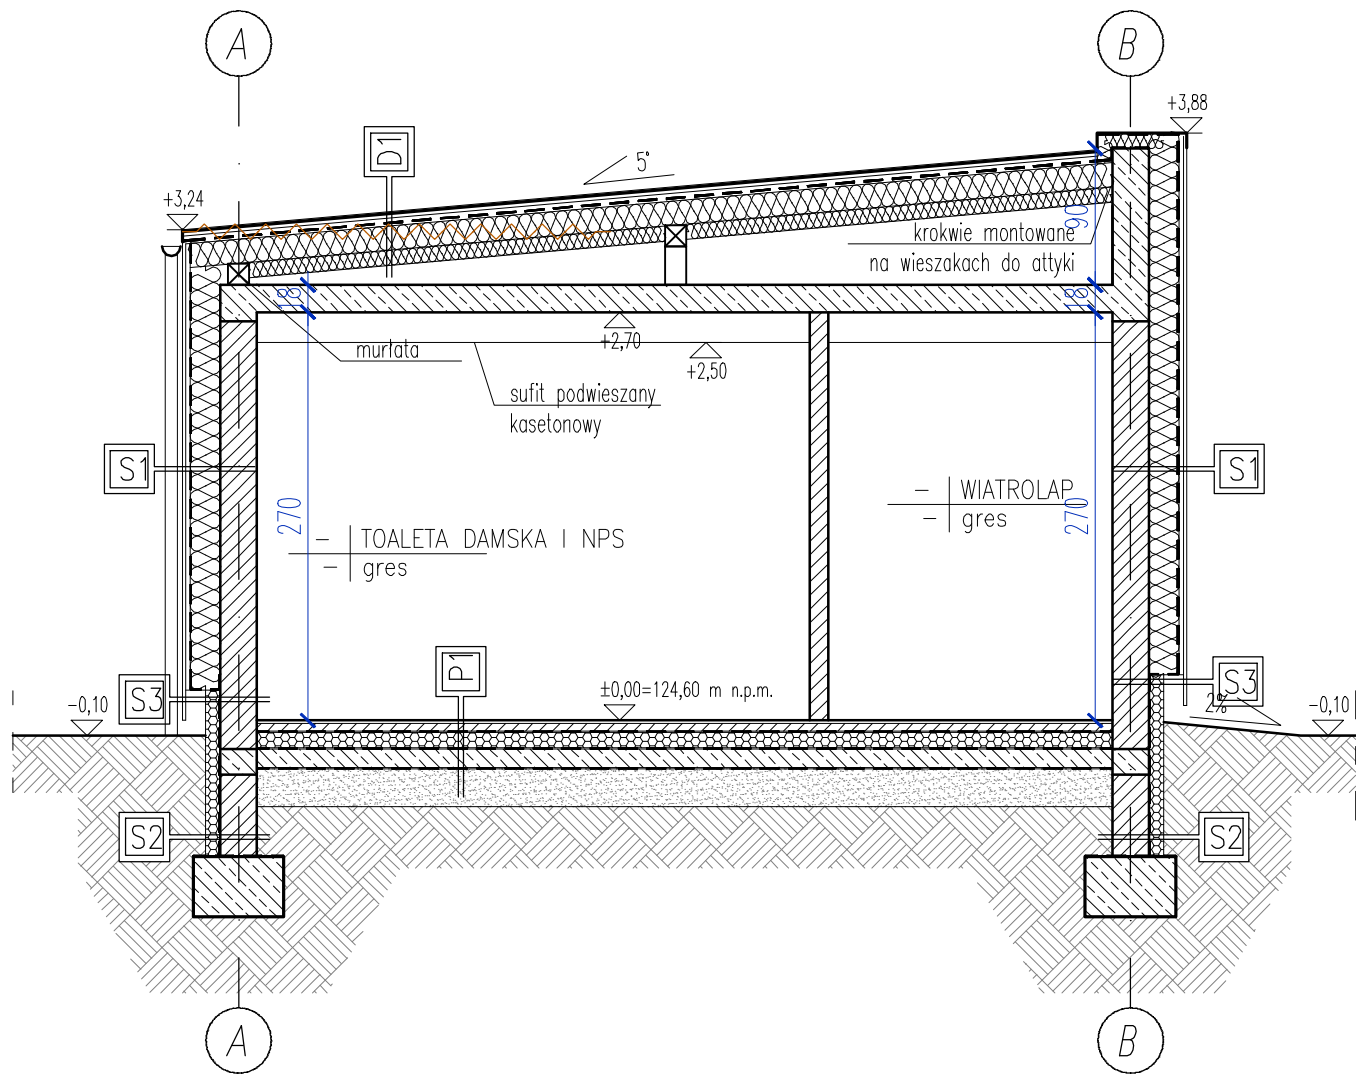 A
B
+3,88
D1
5°
+3,24
90
krokwie montowane
na wieszakach do attyki
18
18
+2,70
murłata
+2,50
sufit podwieszany
kasetonowy
S1
S1
270
270
- WIATROLAP
- gres
- TOALETA DAMSKA I NPS
- gres
P1
±0,00=124,60 m n.p.m.
S3
S3
-0,10
2%
-0,10
S2
S2
A
B